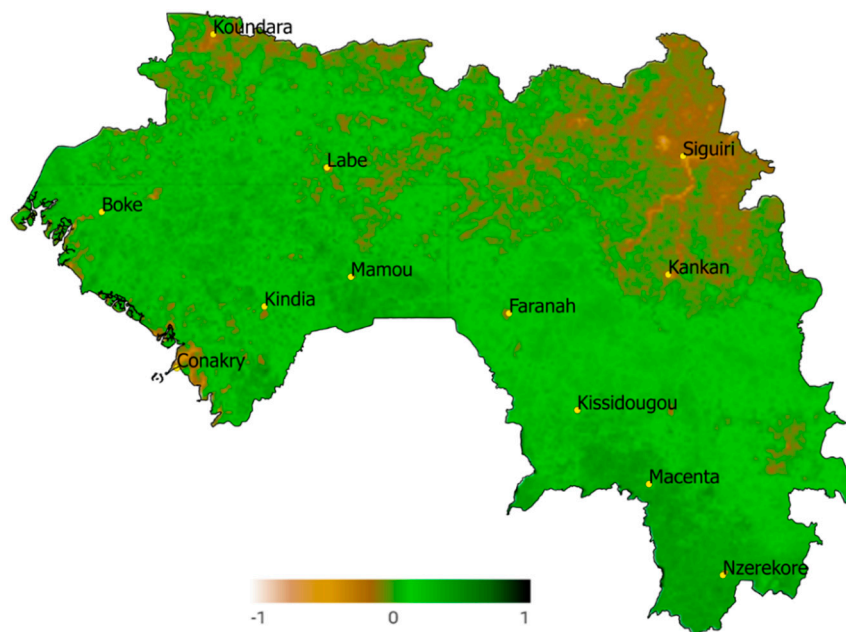 Koundara
Siguiri
Labe
Boke
Kankan
Mamou
Kindia
Faranah
Conakry
Kissidougou
Macenta
Nzerekore
-1 0 1